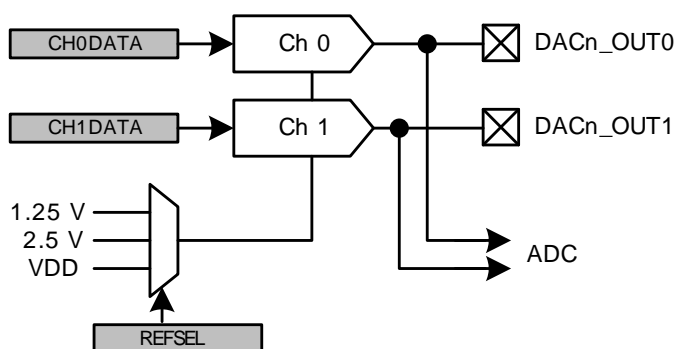 CH0DATA
Ch 0
DACn_OUT0
CH1DATA
Ch 1
DACn_OUT1
1.25 V
2.5 V
VDD
ADC
REFSEL